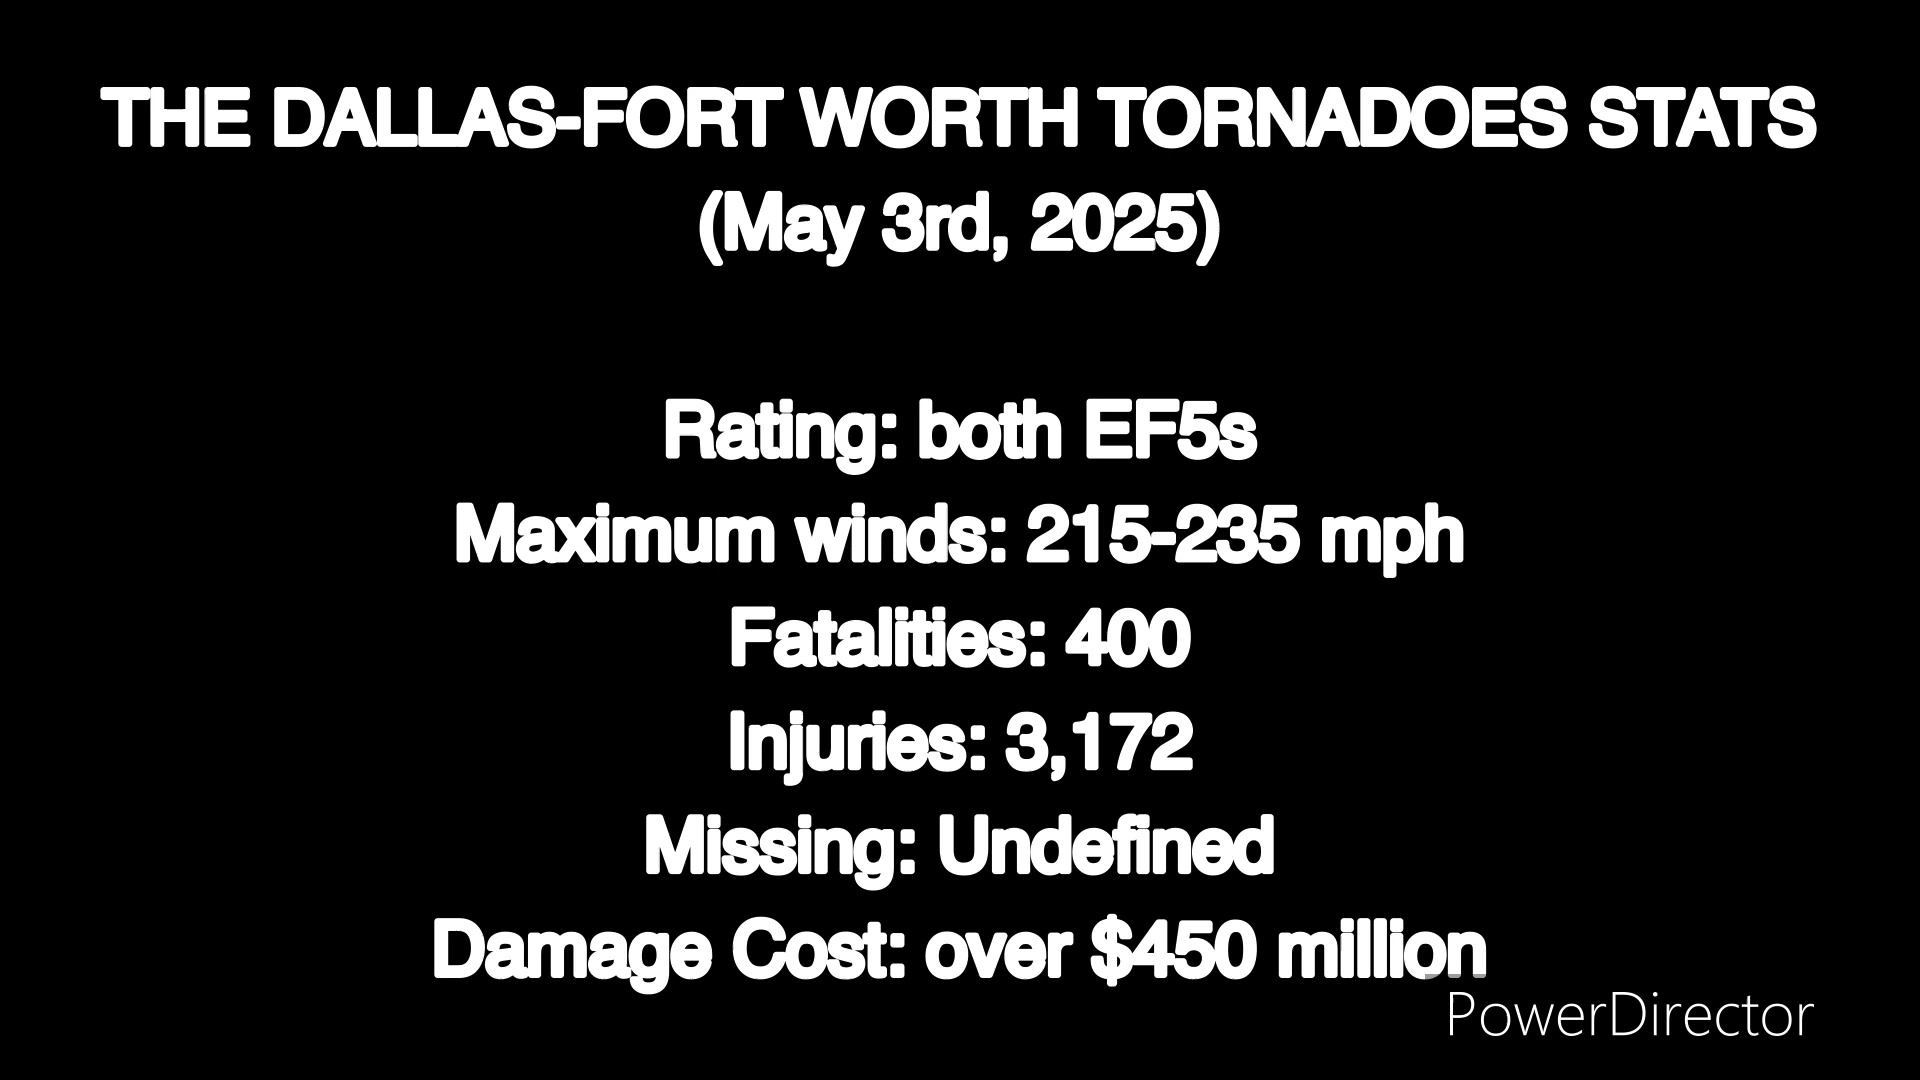 THE DALLAS-FORT WORTH TORNADOES STATS
(May 3rd, 2025)
Rating: both EF5s
Maximum winds: 215-235 mph
Fatalities: 400
Injuries: 3,172
Missing: Undefined
Damage Cost: over $450 million
PowerDirector